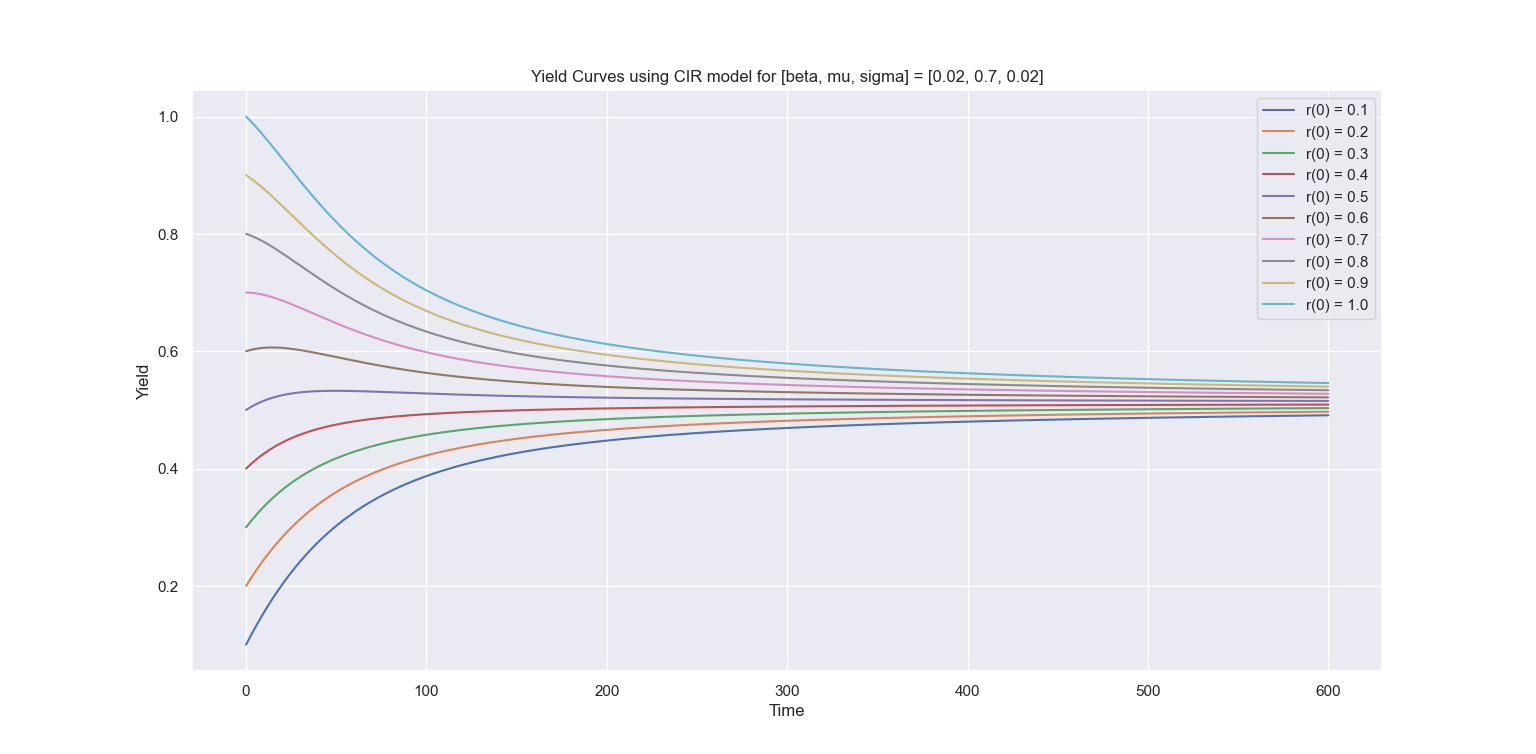 Yield Curves using CIR model for [beta, mu, sigma] = [0.02, 0.7, 0.02]
r(0) = 0.1
r(0) = 0.2
r(0) = 0.3
r(0) = 0.4
r(0) = 0.5
r(0) = 0.6
r(0) = 0.7
r(0) = 0.8
r(0) = 0.9
r(0) = 1.0
Yield
1.0
0.8
0.6
0.4
0.2
0 100 200 300 400 500 600
Time